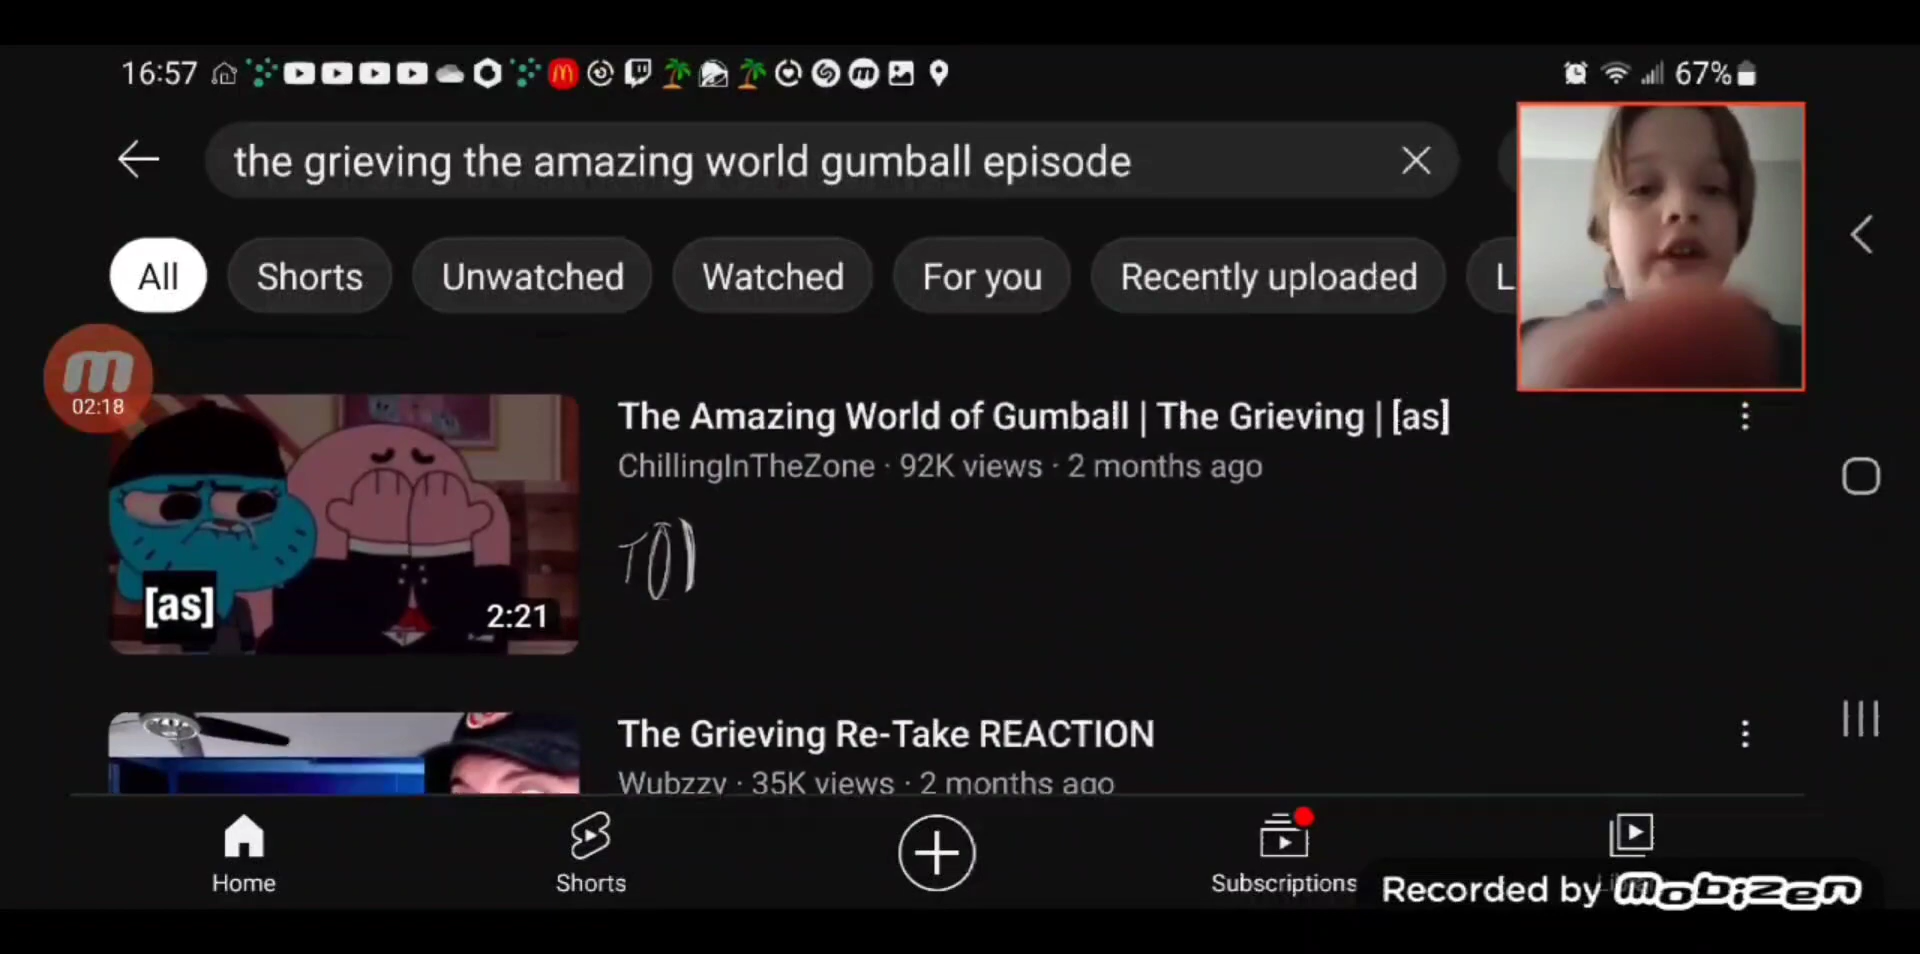 16:57
67%
the grieving the amazing world gumball episode
All
Shorts
Unwatched
Watched
For you
Recently uploaded
L
m
02:18
The Amazing World of Gumball | The Grieving | [as]
ChillingInTheZone · 92K views · 2 months ago
[as]
2:21
The Grieving Re-Take REACTION
Wubzzy · 35K views · 2 months ago
Home
Shorts
Subscriptions
Recorded by mobizen